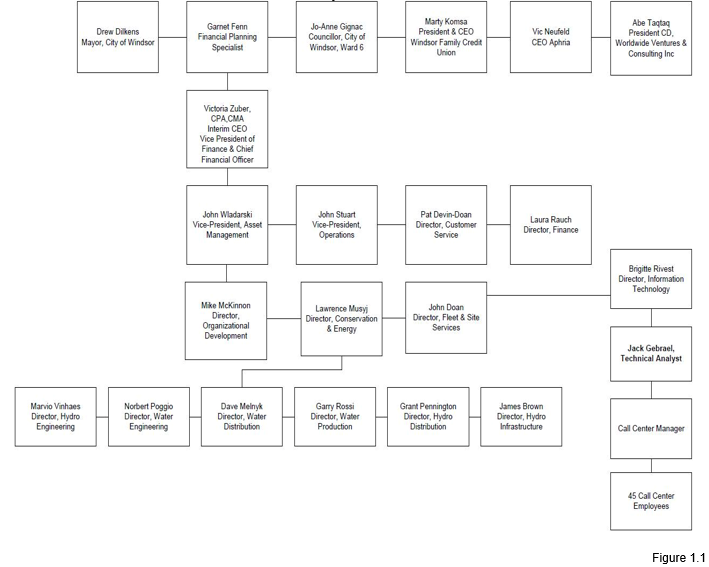 Drew Dilkens
Mayor, City of Windsor
Garnet Fenn
Financial Planning
Specialist
Jo-Anne Gignac
Councillor, City of
Windsor, Ward 6
Marty Komsa
President & CEO
Windsor Family Credit
Union
Vic Neufeld
CEO Aphria
Abe Taqtaq
President CD,
Worldwide Ventures &
Consulting Inc
Victoria Zuber,
CPA,CMA
Interim CEO
Vice President of
Finance & Chief
Financial Officer
John Wladarski
Vice-President, Asset
Management
John Stuart
Vice-President,
Operations
Pat Devin-Doan
Director, Customer
Service
Laura Rauch
Director, Finance
Brigitte Rivest
Director, Information
Technology
Mike McKinnon
Director,
Organizational
Development
Lawrence Musyj
Director, Conservation
& Energy
John Doan
Director, Fleet & Site
Services
Jack Gebrael,
Technical Analyst
Marvio Vinhaes
Director, Hydro
Engineering
Norbert Poggio
Director, Water
Engineering
Dave Melnyk
Director, Water
Distribution
Garry Rossi
Director, Water
Production
Grant Pennington
Director, Hydro
Distribution
James Brown
Director, Hydro
Infrastructure
Call Center Manager
45 Call Center
Employees
Figure 1.1